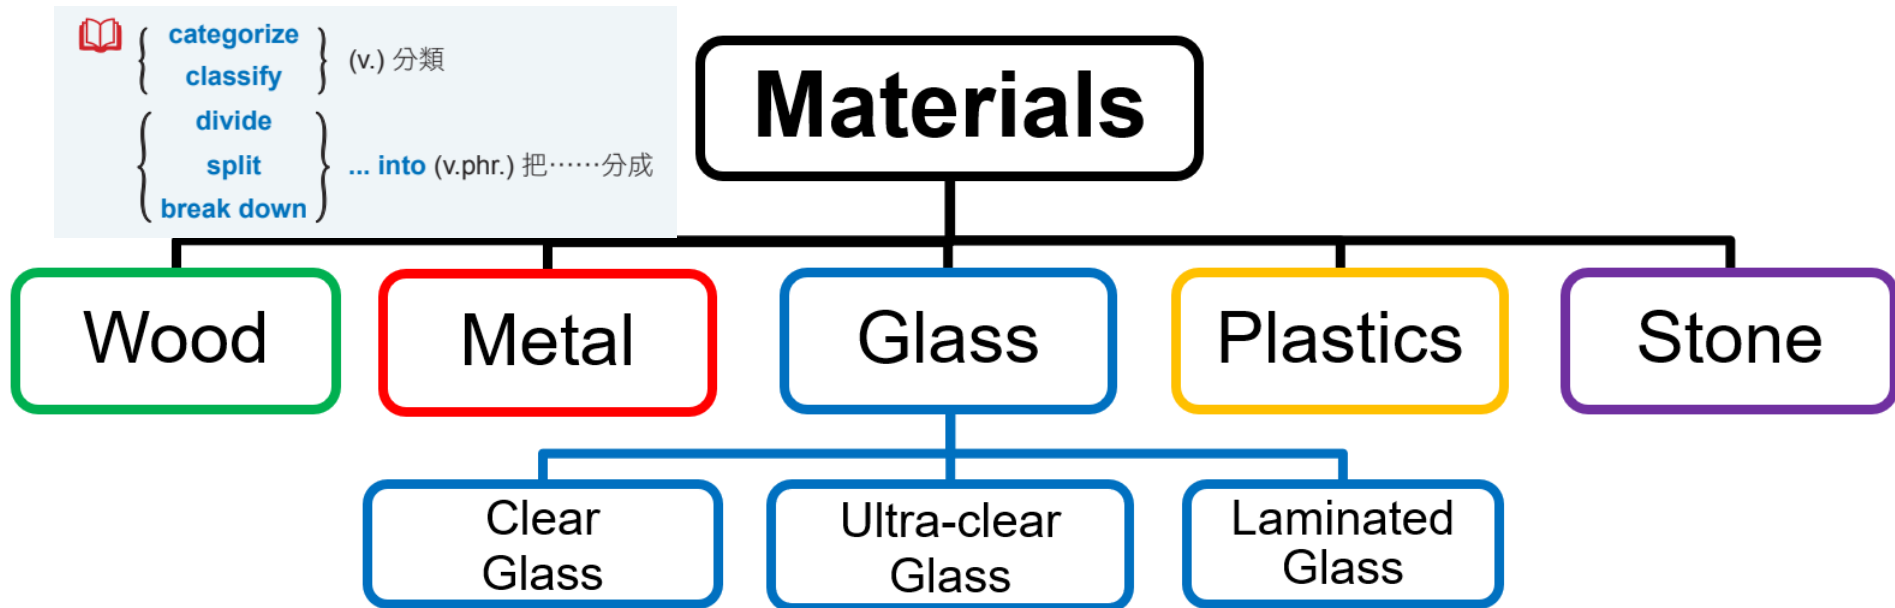 categorize
classify
(v.) 分類
divide
split
break down
... into (v.phr.) 把……分成
Materials
Wood
Metal
Glass
Plastics
Stone
Clear
Glass
Ultra-clear
Glass
Laminated
Glass